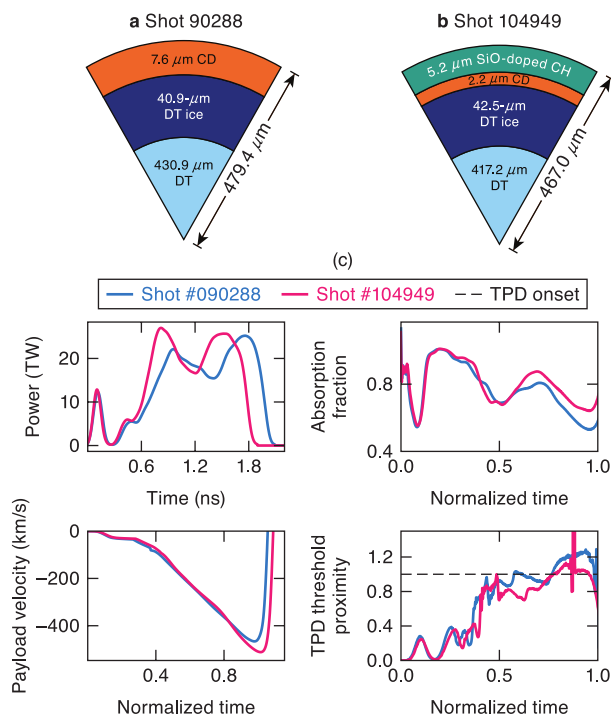 a Shot 90288
7.6 μm CD
40.9-μm
DT ice
430.9 μm
DT
479.4 μm
b Shot 104949
5.2 μm SiO-doped CH
2.2 μm CD
42.5-μm
DT ice
417.2 μm
DT
467.0 μm
(c)
Shot #090288 Shot #104949 TPD onset
Power (TW)
20
10
0
0.6 1.2 1.8
Time (ns)
Absorption
fraction
0.8
0.4
0.0 0.5 1.0
Normalized time
Payload velocity (km/s)
0
−200
−400
0.4 0.8
Normalized time
TPD threshold
proximity
1.2
0.8
0.4
0.0
0.0 0.5 1.0
Normalized time